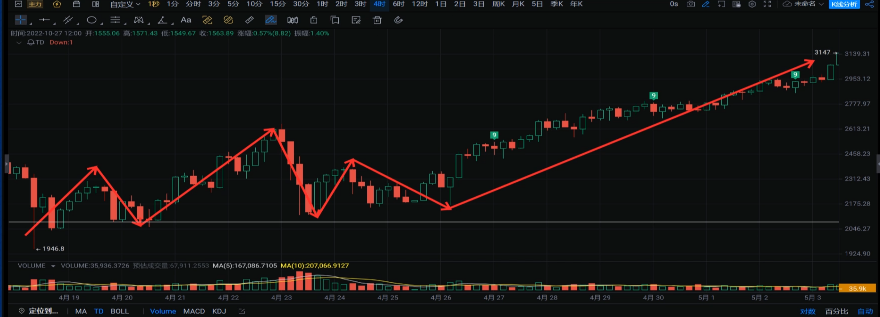 主力 自定义 1秒 1分 分时 3分 5分 10分 15分 30分 1时 2时 3时 4时 6时 12时 1日 2日 3日 周K 月K 5日 季K 年K 0s 未命名 K线分析
Aa
时间:2022-10-27 12:00 开:1555.06 高:1571.43 低:1549.67 收:1563.89 涨幅:0.57%(8.82) 振幅:1.40%
TD Down:1
3147
3139.31
2953.12
2777.97
2613.21
2458.23
2312.43
2175.28
2046.27
1924.90
9
9
9
1946.8
VOLUME VOLUME:35,936.3726 预估成交量 67,911.2553 MA(5):167,086.7105 MA(10):207,066.9127
35.9k
4月 19 4月 20 4月 21 4月 22 4月 23 4月 24 4月 25 4月 26 4月 27 4月 28 4月 29 4月 30 5月 1 5月 2 5月 3
定位到... MA TD BOLL Volume MACD KDJ 对数 百分比 自动